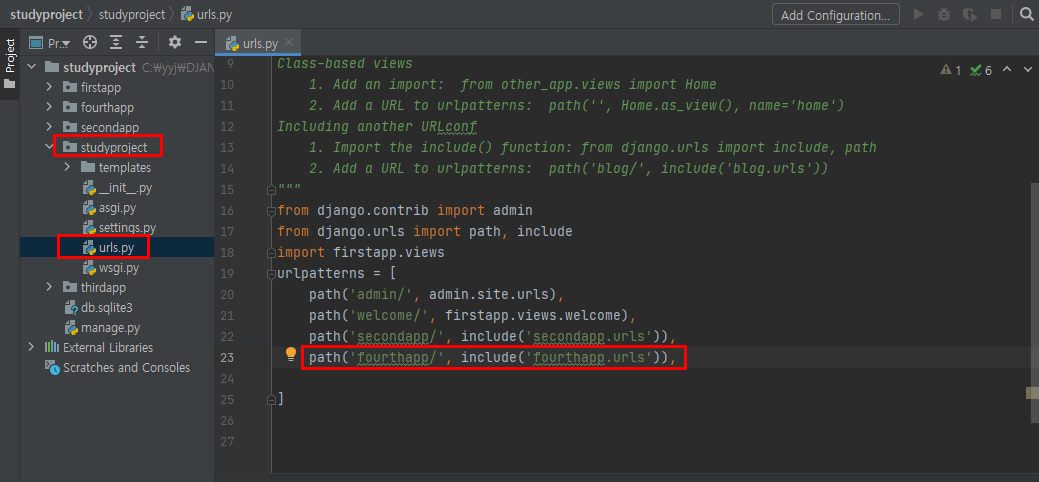 studyproject > studyproject > urls.py
Add Configuration...
Project
Pr...
urls.py
studyproject C:₩yyj₩DJAN
firstapp
fourthapp
secondapp
studyproject
templates
__init__.py
asgi.py
settings.py
urls.py
wsgi.py
thirdapp
db.sqlite3
manage.py
External Libraries
Scratches and Consoles
1 6
9 Class-based views
10 1. Add an import:  from other_app.views import Home
11 2. Add a URL to urlpatterns:  path('', Home.as_view(), name='home')
12 Including another URLconf
13 1. Import the include() function: from django.urls import include, path
14 2. Add a URL to urlpatterns:  path('blog/', include('blog.urls'))
15 """
16 from django.contrib import admin
17 from django.urls import path, include
18 import firstapp.views
19 urlpatterns = [
20 path('admin/', admin.site.urls),
21 path('welcome/', firstapp.views.welcome),
22 path('secondapp/', include('secondapp.urls')),
23 path('fourthapp/', include('fourthapp.urls')),
24
25 ]
26
27